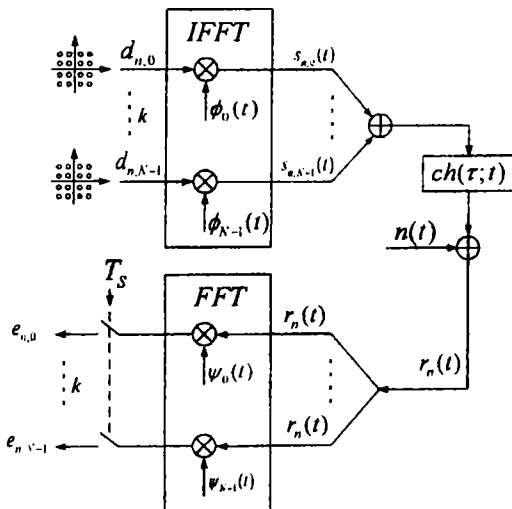 IFFT
d_{n,0}
s_{n,0}(t)
k
ϕ_0(t)
d_{n,N-1}
s_{n,N-1}(t)
ϕ_{N-1}(t)
ch(τ;t)
n(t)
T_s
FFT
r_n(t)
e_{n,0}
ψ_0(t)
r_n(t)
k
r_n(t)
e_{n,N-1}
ψ_{N-1}(t)